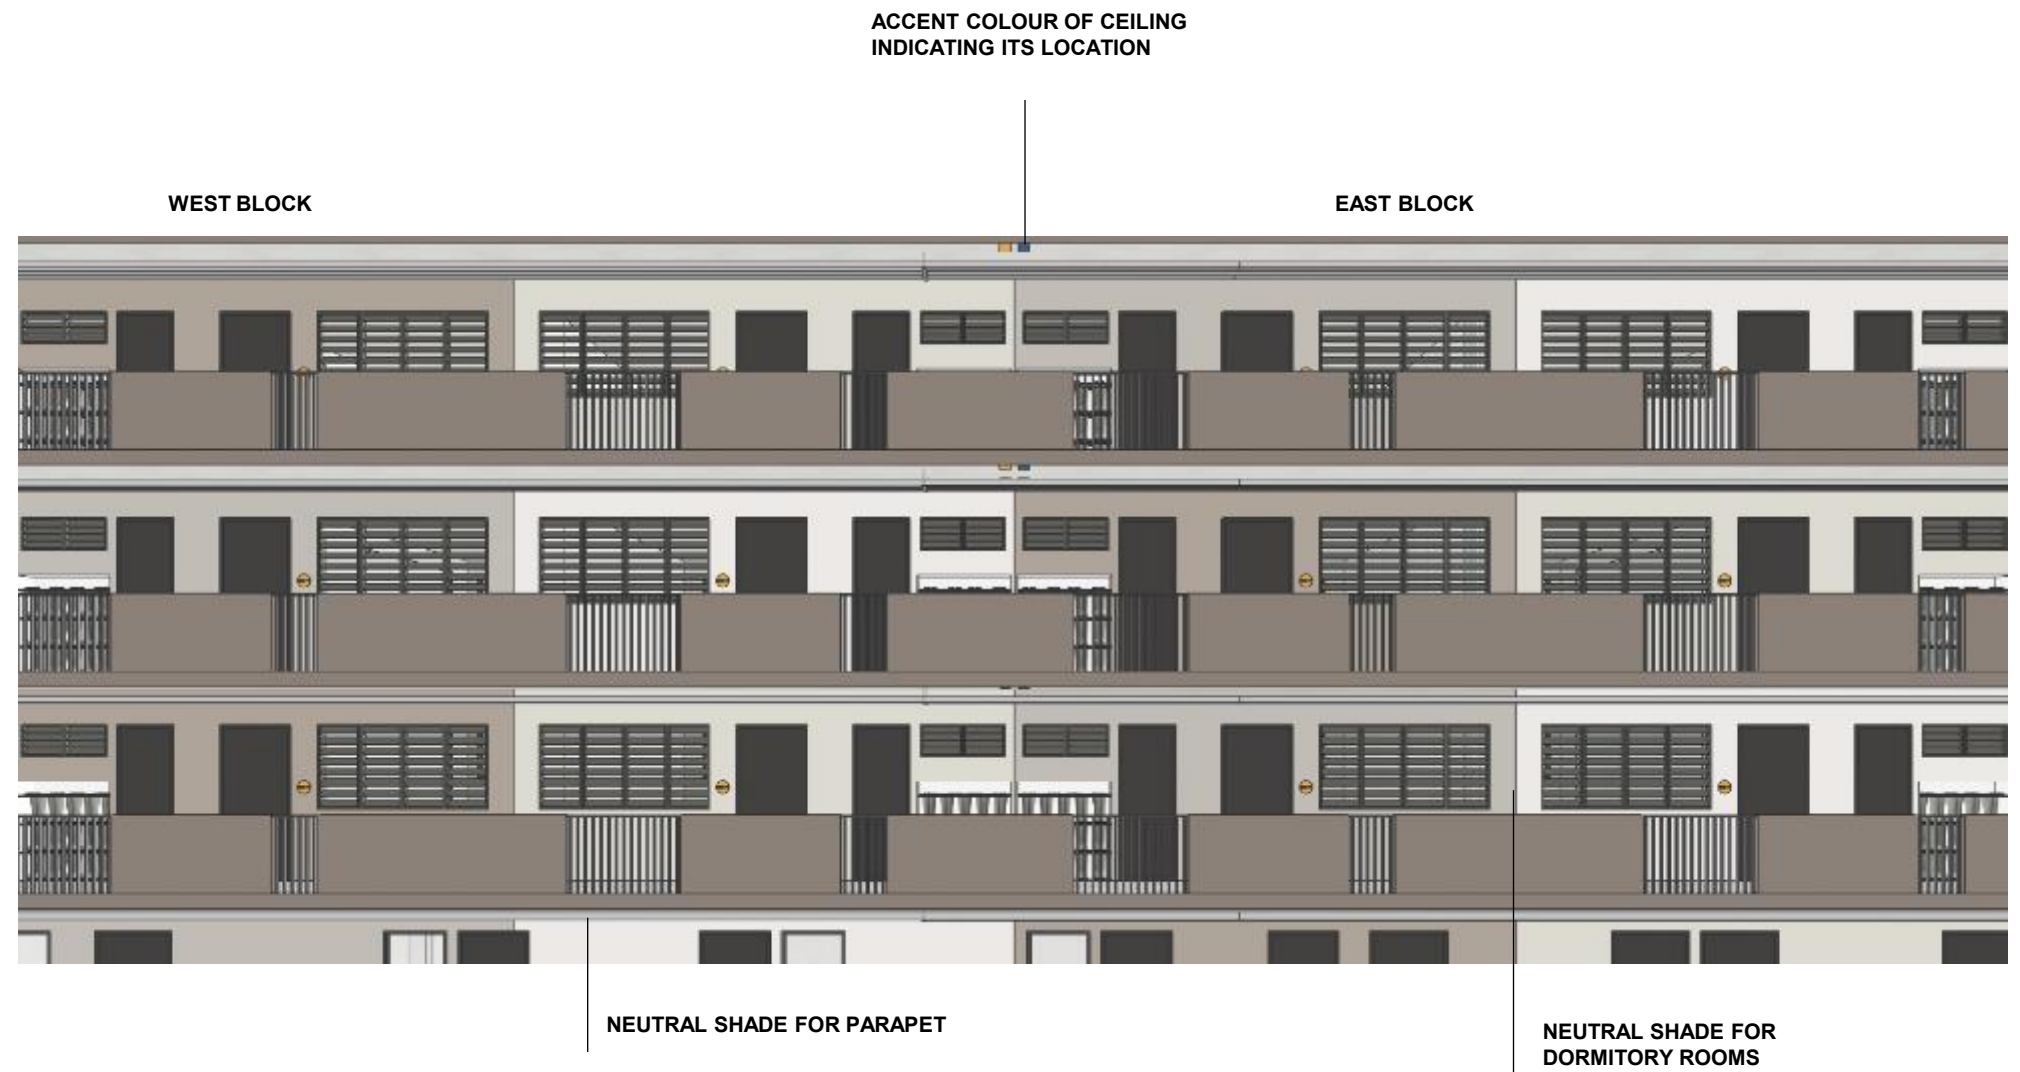 ACCENT COLOUR OF CEILING
INDICATING ITS LOCATION
WEST BLOCK
EAST BLOCK
NEUTRAL SHADE FOR PARAPET
NEUTRAL SHADE FOR
DORMITORY ROOMS